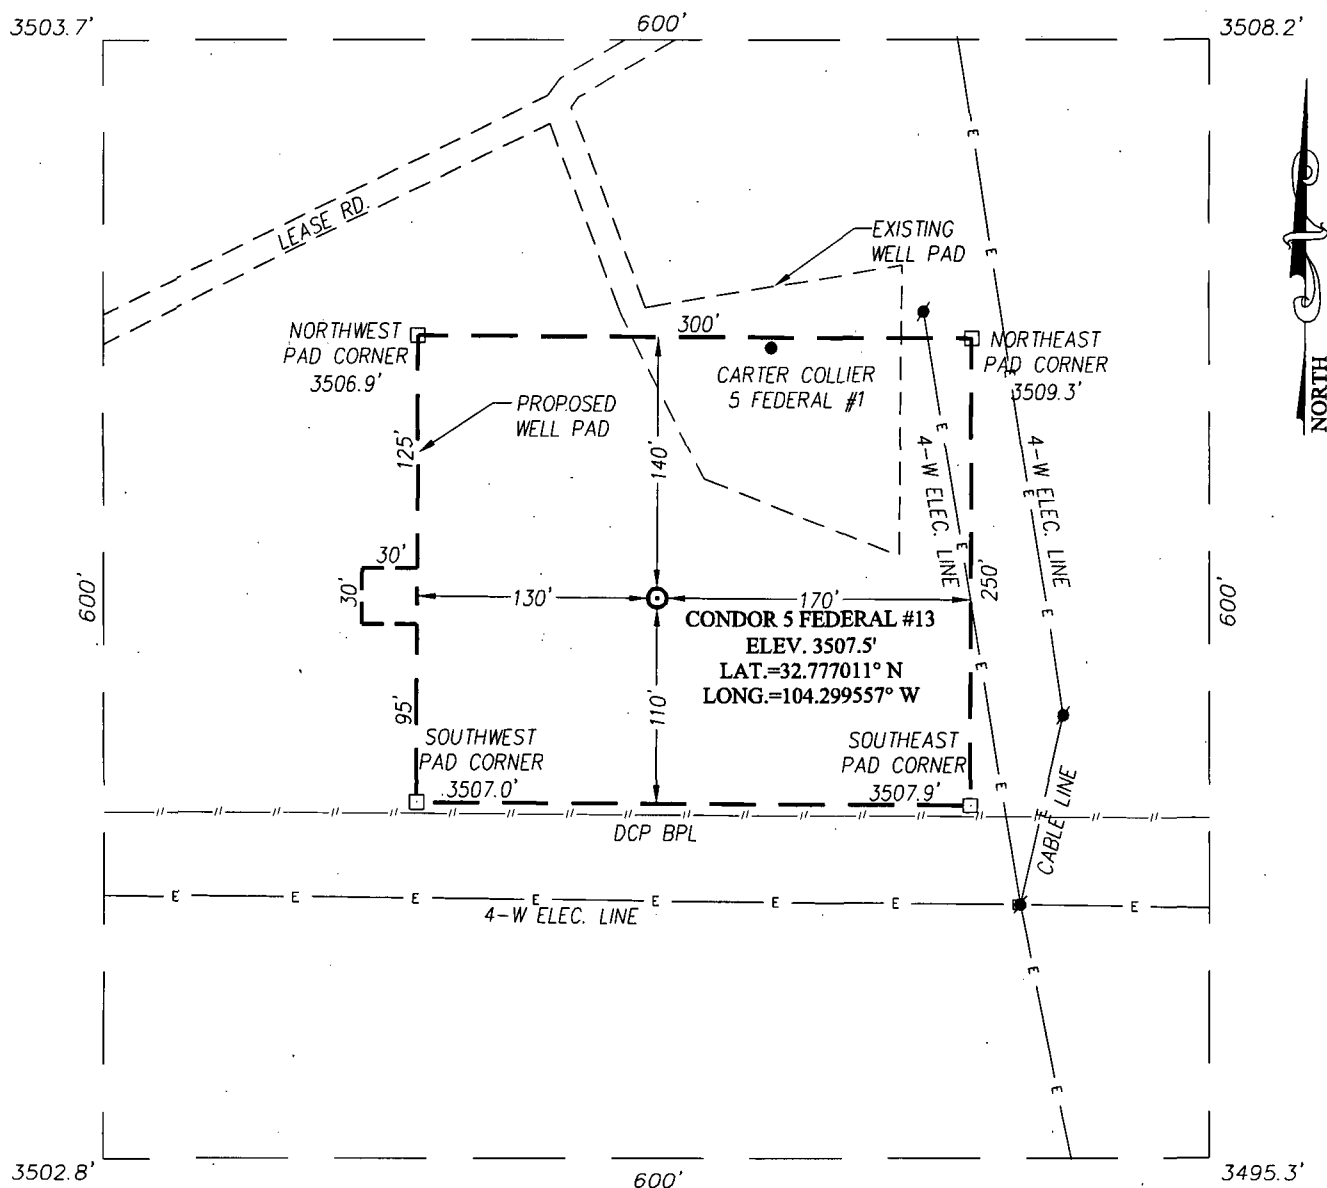 3503.7'
600'
3508.2'
LEASE RD.
EXISTING
WELL PAD
NORTH
NORTHWEST
PAD CORNER
3506.9'
300'
NORTHEAST
PAD CORNER
3509.3'
CARTER COLLIER
5 FEDERAL #1
PROPOSED
WELL PAD
125'
140'
E
E
E
E
E
E
E
4-W ELEC. LINE
4-W ELEC. LINE
30'
30'
600'
130'
170'
250'
600'
CONDOR 5 FEDERAL #13
ELEV. 3507.5'
LAT.=32.777011° N
LONG.=104.299557° W
110'
95'
SOUTHWEST
PAD CORNER
3507.0'
SOUTHEAST
PAD CORNER
3507.9'
E
E
E
CABLE LINE
DCP BPL
E E E E E E E E
4-W ELEC. LINE
E
E
3502.8'
600'
3495.3'